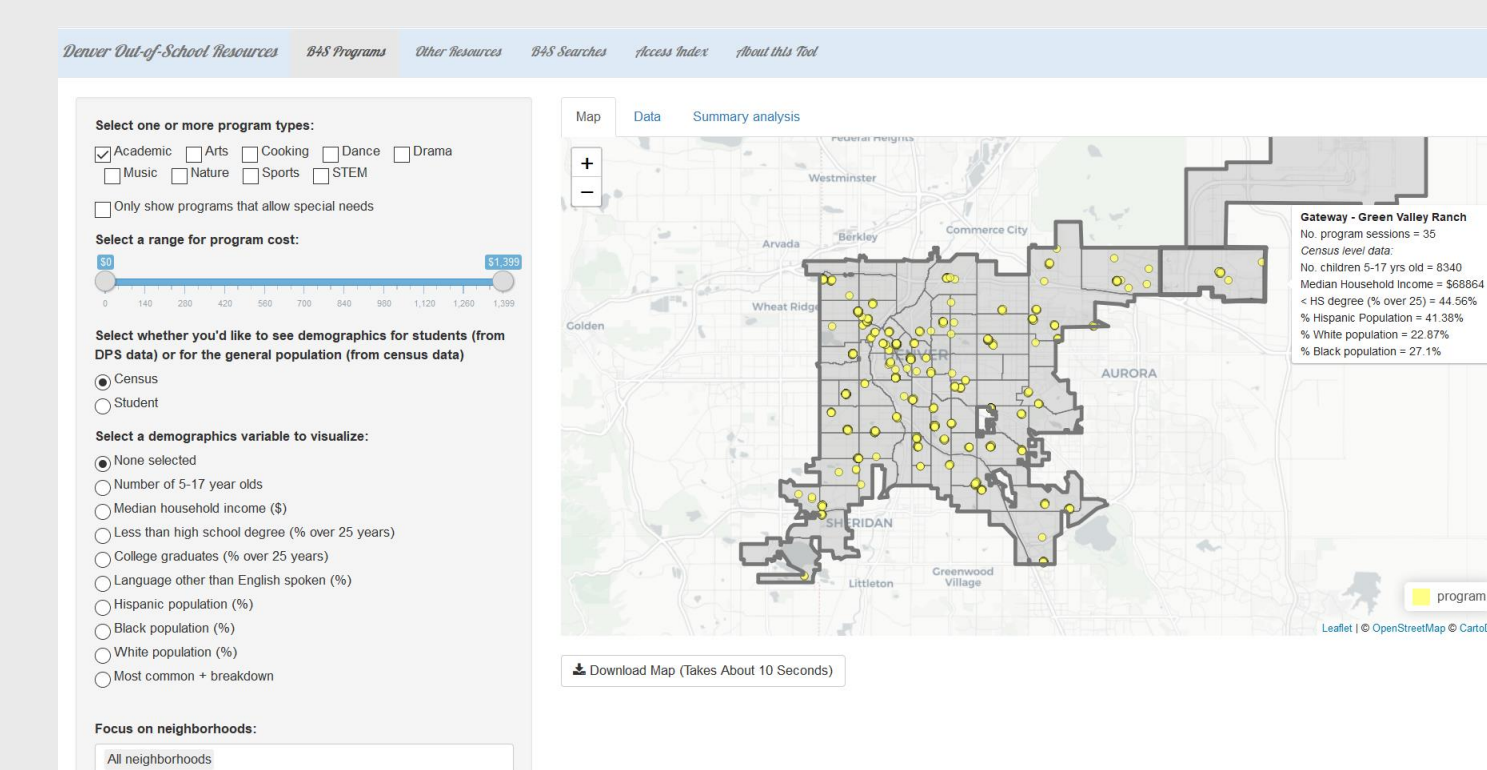 Denver Out-of-School Resources B4S Programs Other Resources B4S Searches Access Index About this Tool
Select one or more program types:
Academic Arts Cooking Dance Drama
Music Nature Sports STEM
Only show programs that allow special needs
Select a range for program cost:
$0 $1,399
0 140 280 420 560 700 840 980 1,120 1,260 1,399
Select whether you'd like to see demographics for students (from
DPS data) or for the general population (from census data)
Census
Student
Select a demographics variable to visualize:
None selected
Number of 5-17 year olds
Median household income ($)
Less than high school degree (% over 25 years)
College graduates (% over 25 years)
Language other than English spoken (%)
Hispanic population (%)
Black population (%)
White population (%)
Most common + breakdown
Focus on neighborhoods:
All neighborhoods
Map Data Summary analysis
+
−
Federal Heights
Westminster
Commerce City
Berkley
Arvada
Wheat Ridge
Golden
DENVER
AURORA
SHERIDAN
Littleton
Greenwood
Village
Gateway - Green Valley Ranch
No. program sessions = 35
Census level data:
No. children 5-17 yrs old = 8340
Median Household Income = $68864
< HS degree (% over 25) = 44.56%
% Hispanic Population = 41.38%
% White population = 22.87%
% Black population = 27.1%
program
Leaflet | © OpenStreetMap © CartoD
Download Map (Takes About 10 Seconds)